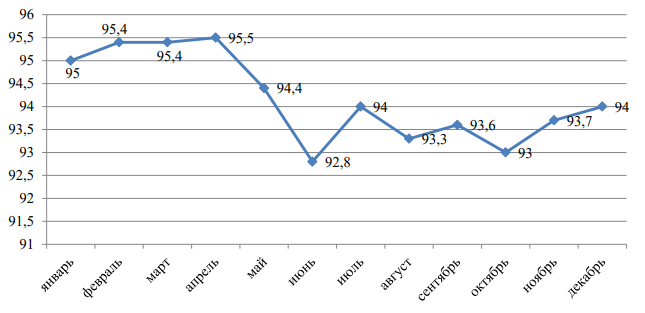 96
95,5
95
94,5
94
93,5
93
92,5
92
91,5
91
95
95,4
95,4
95,5
94,4
92,8
94
93,3
93,6
93
93,7
94
январь
февраль
март
апрель
май
июнь
июль
август
сентябрь
октябрь
ноябрь
декабрь